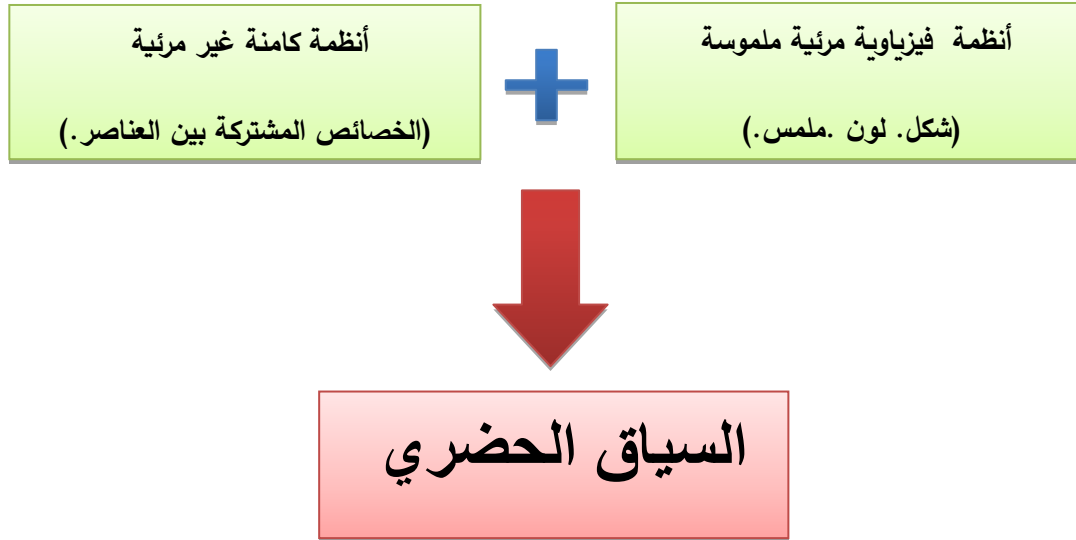 أنظمة فيزياوية مرئية ملموسة
(شكل. لون .ملمس.)
أنظمة كامنة غير مرئية
(الخصائص المشتركة بين العناصر.)
السياق الحضري